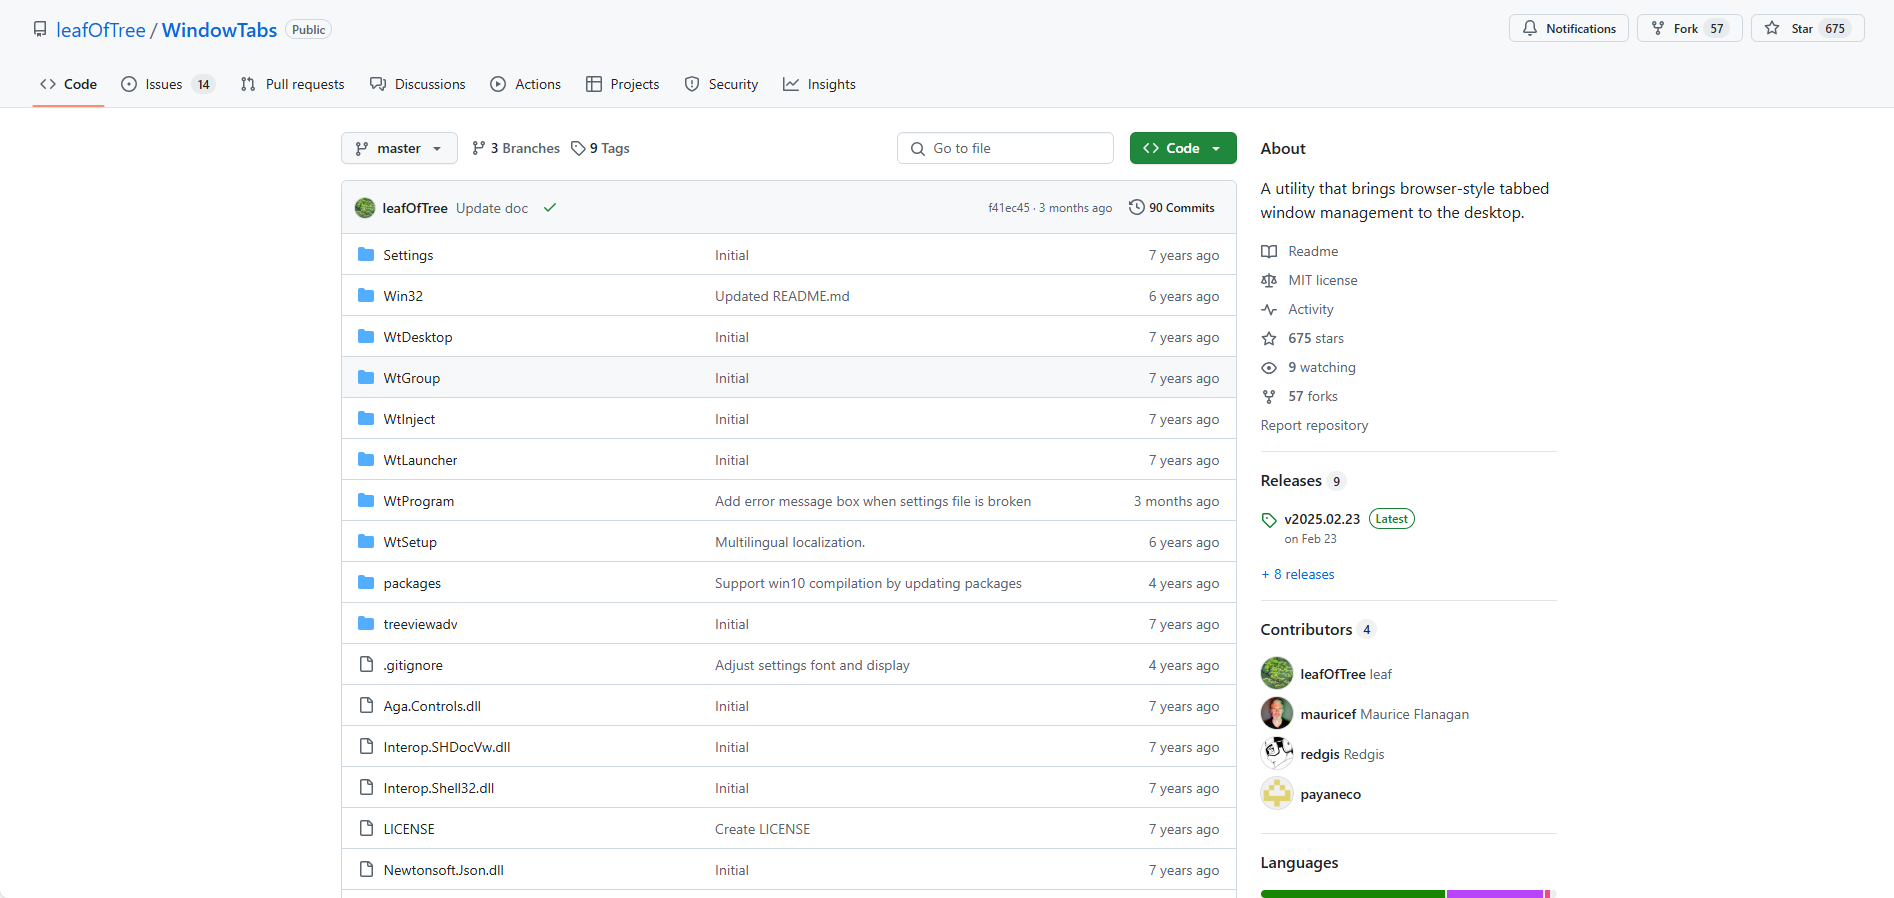 leafOfTree / WindowTabs Public
Notifications Fork 57 Star 675
Code Issues 14 Pull requests Discussions Actions Projects Security Insights
master 3 Branches 9 Tags Go to file Code
leafOfTree Update doc f41ec45 · 3 months ago 90 Commits
Settings Initial 7 years ago
Win32 Updated README.md 6 years ago
WtDesktop Initial 7 years ago
WtGroup Initial 7 years ago
WtInject Initial 7 years ago
WtLauncher Initial 7 years ago
WtProgram Add error message box when settings file is broken 3 months ago
WtSetup Multilingual localization. 6 years ago
packages Support win10 compilation by updating packages 4 years ago
treeviewadv Initial 7 years ago
.gitignore Adjust settings font and display 4 years ago
Aga.Controls.dll Initial 7 years ago
Interop.SHDocVw.dll Initial 7 years ago
Interop.Shell32.dll Initial 7 years ago
LICENSE Create LICENSE 7 years ago
Newtonsoft.Json.dll Initial 7 years ago
About
A utility that brings browser-style tabbed
window management to the desktop.
Readme
MIT license
Activity
675 stars
9 watching
57 forks
Report repository
Releases 9
v2025.02.23 Latest
on Feb 23
+ 8 releases
Contributors 4
leafOfTree leaf
mauricef Maurice Flanagan
redgis Redgis
payaneco
Languages